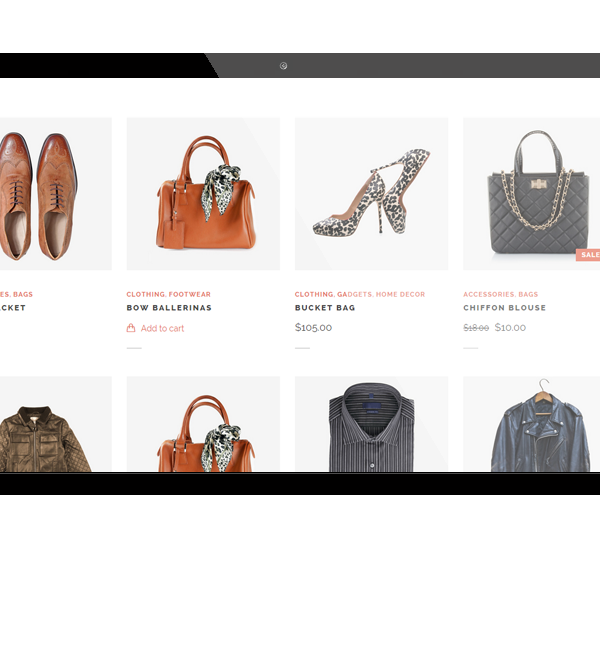 ES, BAGS
CKET
CLOTHING, FOOTWEAR
BOW BALLERINAS
Add to cart
CLOTHING, GADGETS, HOME DECOR
BUCKET BAG
$105.00
SALE
ACCESSORIES, BAGS
CHIFFON BLOUSE
$18.00 $10.00